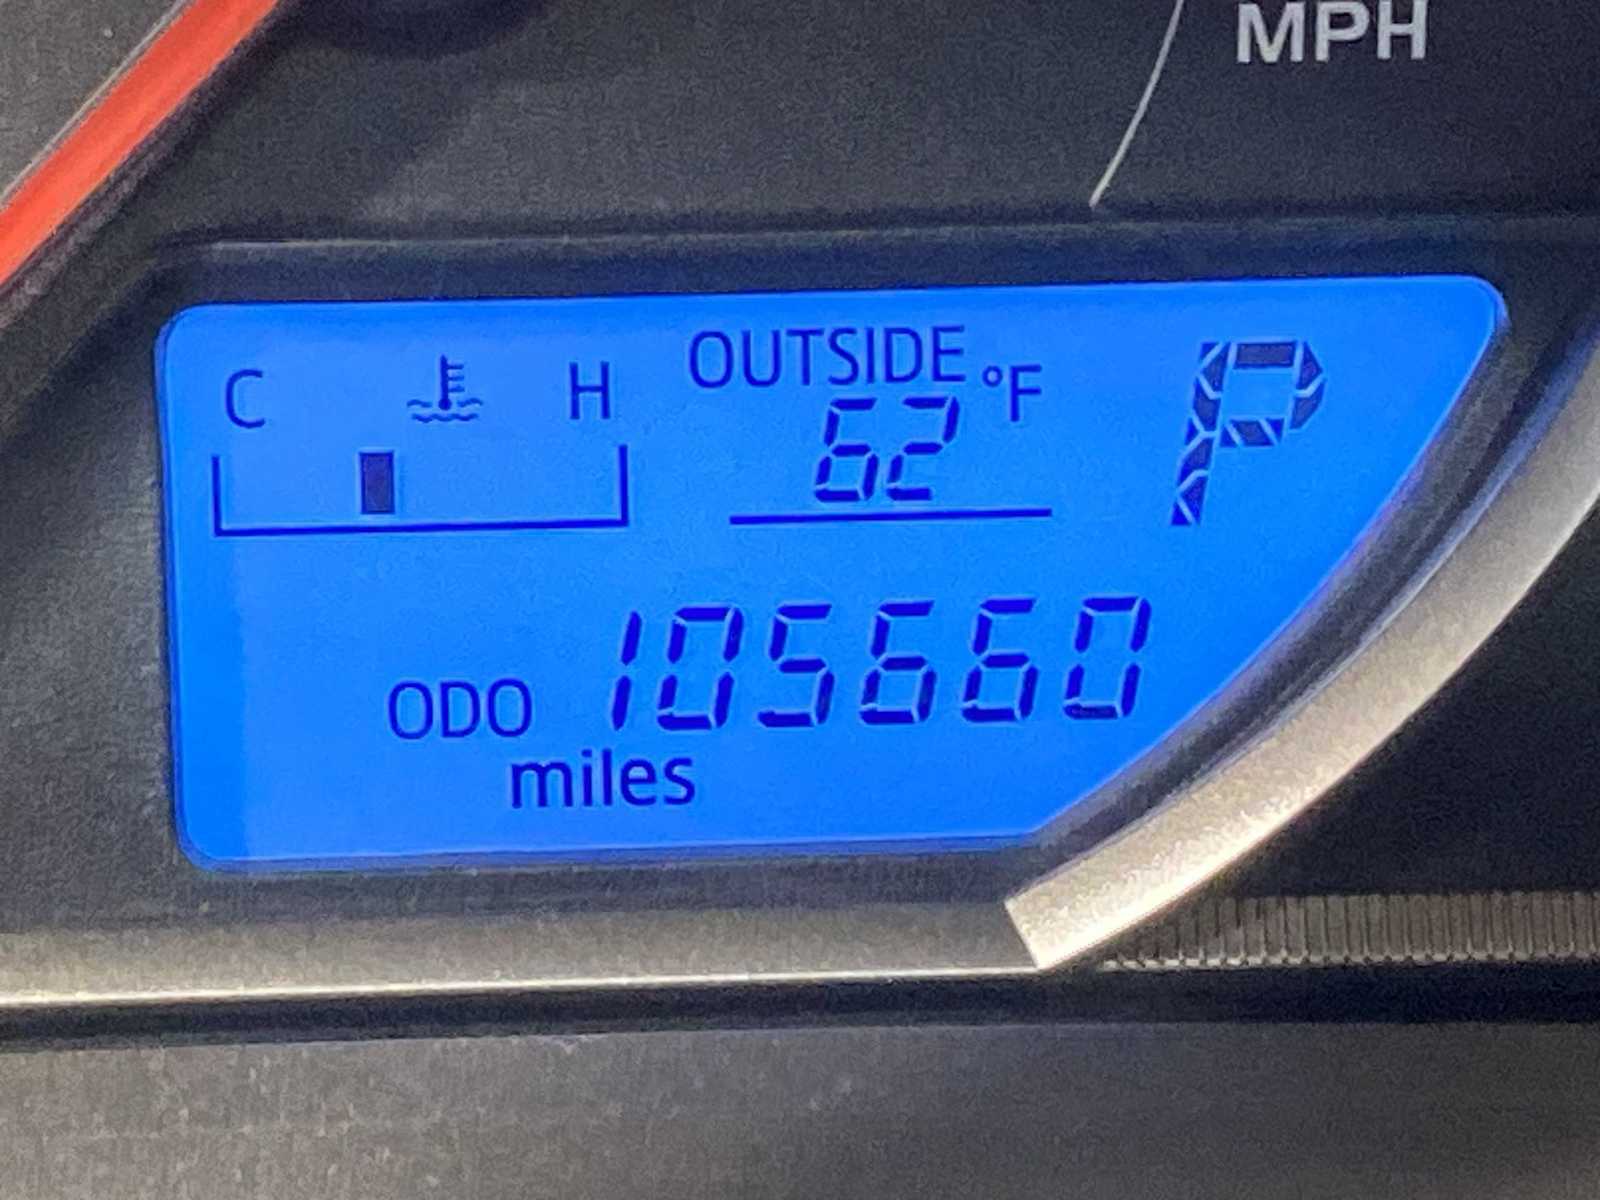 MPH
C H OUTSIDE °F P
62
ODO 105660
miles